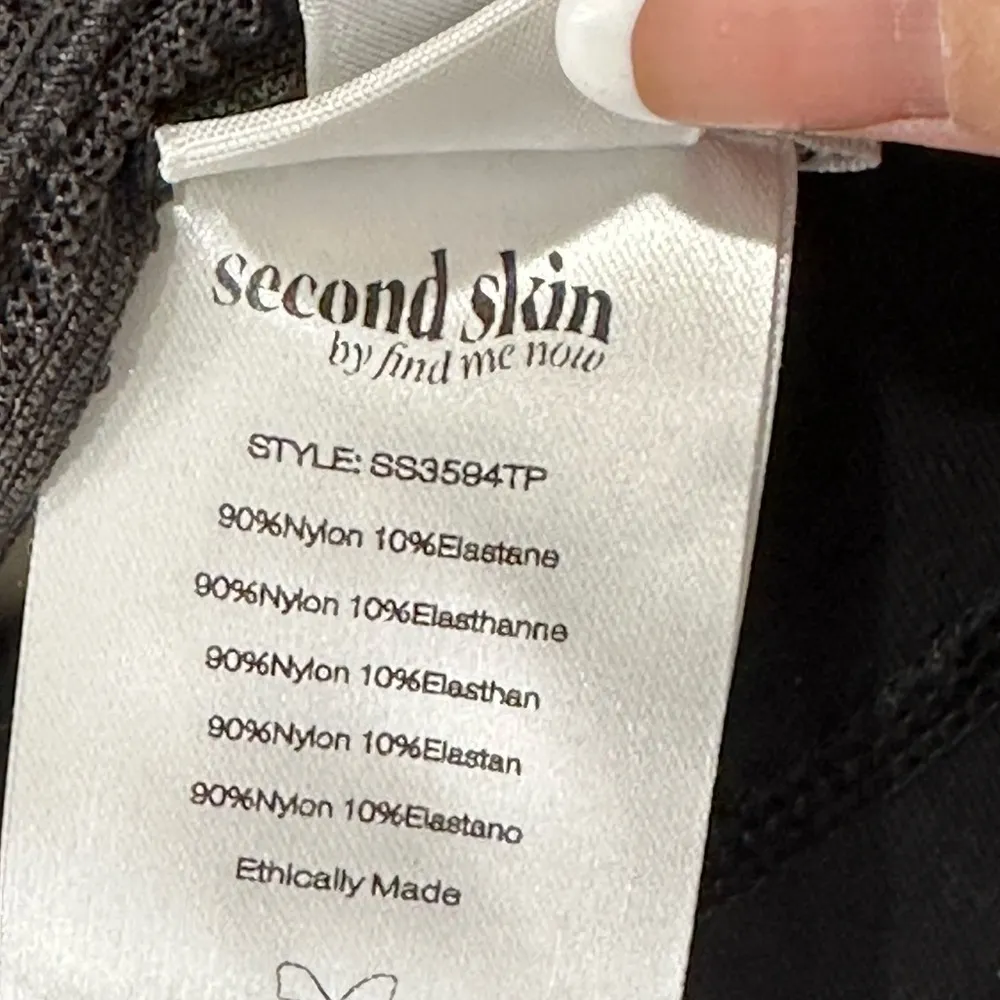 second skin
by find me now
STYLE: SS3594TP
90%Nylon 10%Elastane
90%Nylon 10%Elasthanne
90%Nylon 10%Elasthan
90%Nylon 10%Elastan
90%Nylon 10%Elastano
Ethically Made